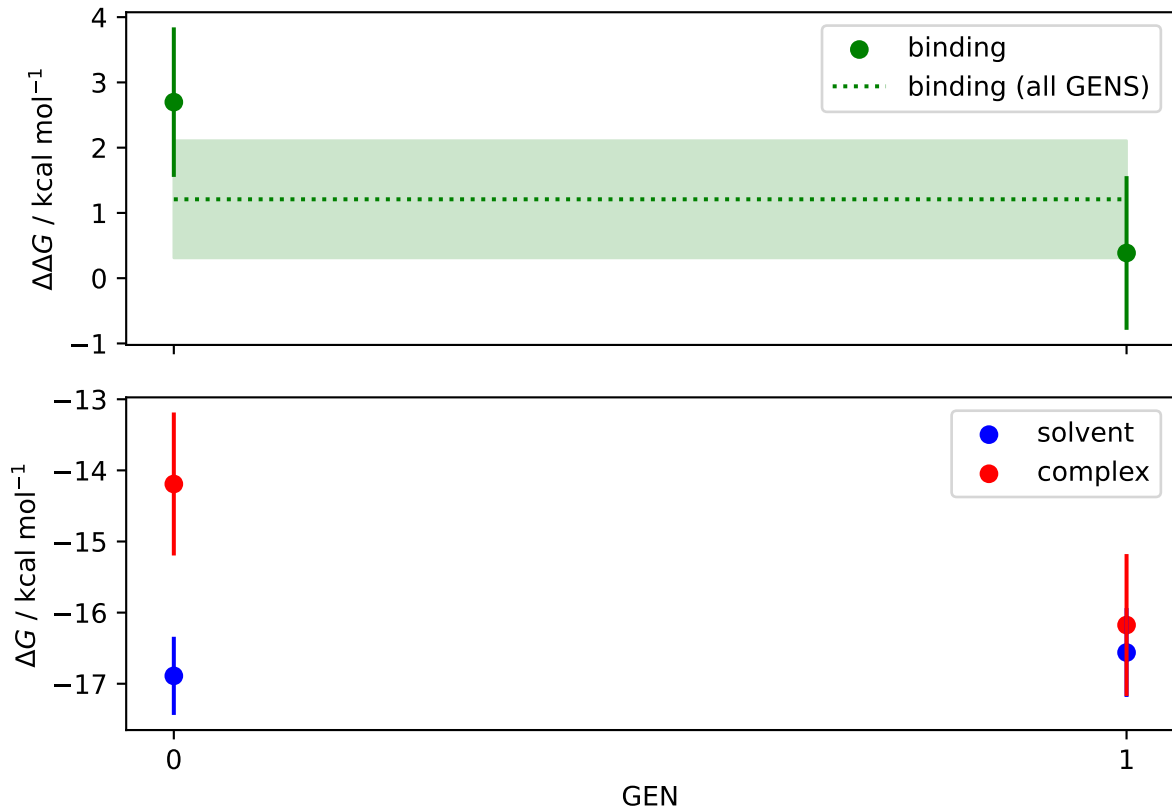 4
3
2
1
0
−1
ΔΔG / kcal mol⁻¹
binding
binding (all GENS)
−13
−14
−15
−16
−17
ΔG / kcal mol⁻¹
solvent
complex
0 1
GEN